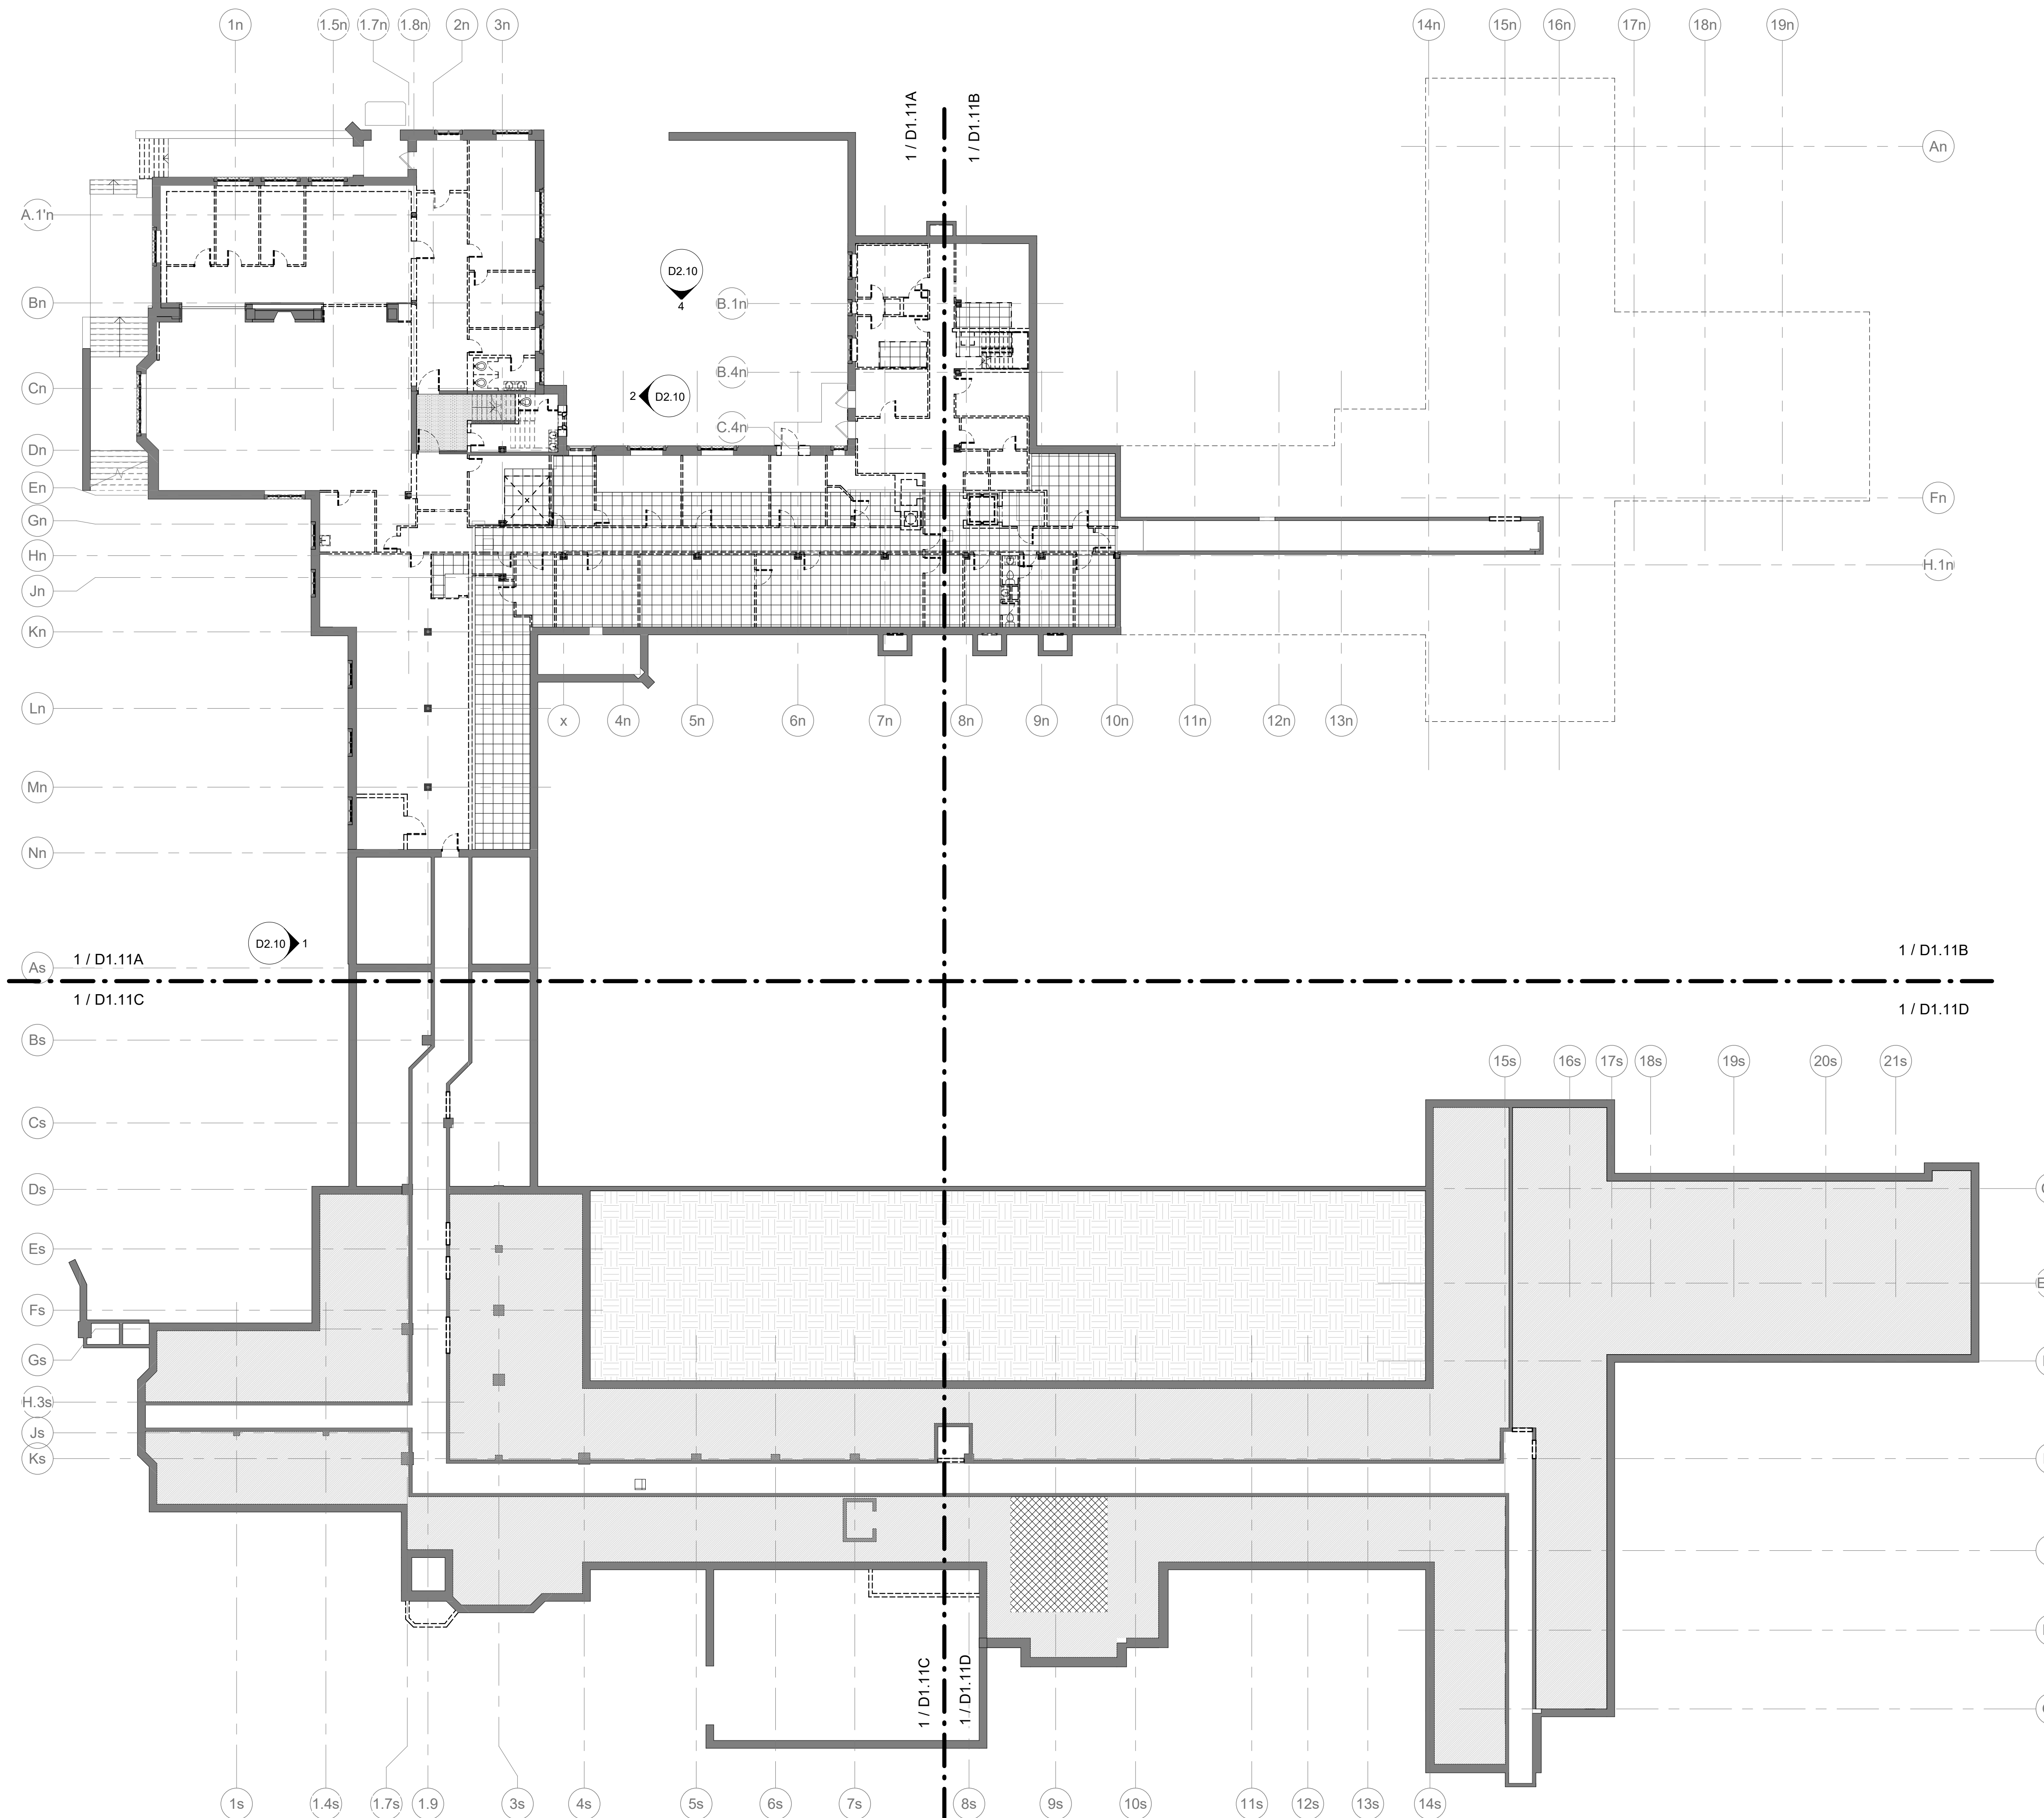 1n 1.5n 1.7n 1.8n 2n 3n 14n 15n 16n 17n 18n 19n
1 / D1.11A
1 / D1.11B
An
A.1'n
D2.10
4
Bn
B.1n
B.4n
Cn
2
D2.10
C.4n
Dn
En
Fn
Gn
Hn
H.1n
Jn
Kn
Ln
x 4n 5n 6n 7n 8n 9n 10n 11n 12n 13n
Mn
Nn
D2.10
1
1 / D1.11A
1 / D1.11B
As
1 / D1.11C
1 / D1.11D
Bs
15s 16s 17s 18s 19s 20s 21s
Cs
Ds
Es
Fs
Gs
H.3s
Js
Ks
1 / D1.11C
1 / D1.11D
1s 1.4s 1.7s 1.9 3s 4s 5s 6s 7s 8s 9s 10s 11s 12s 13s 14s